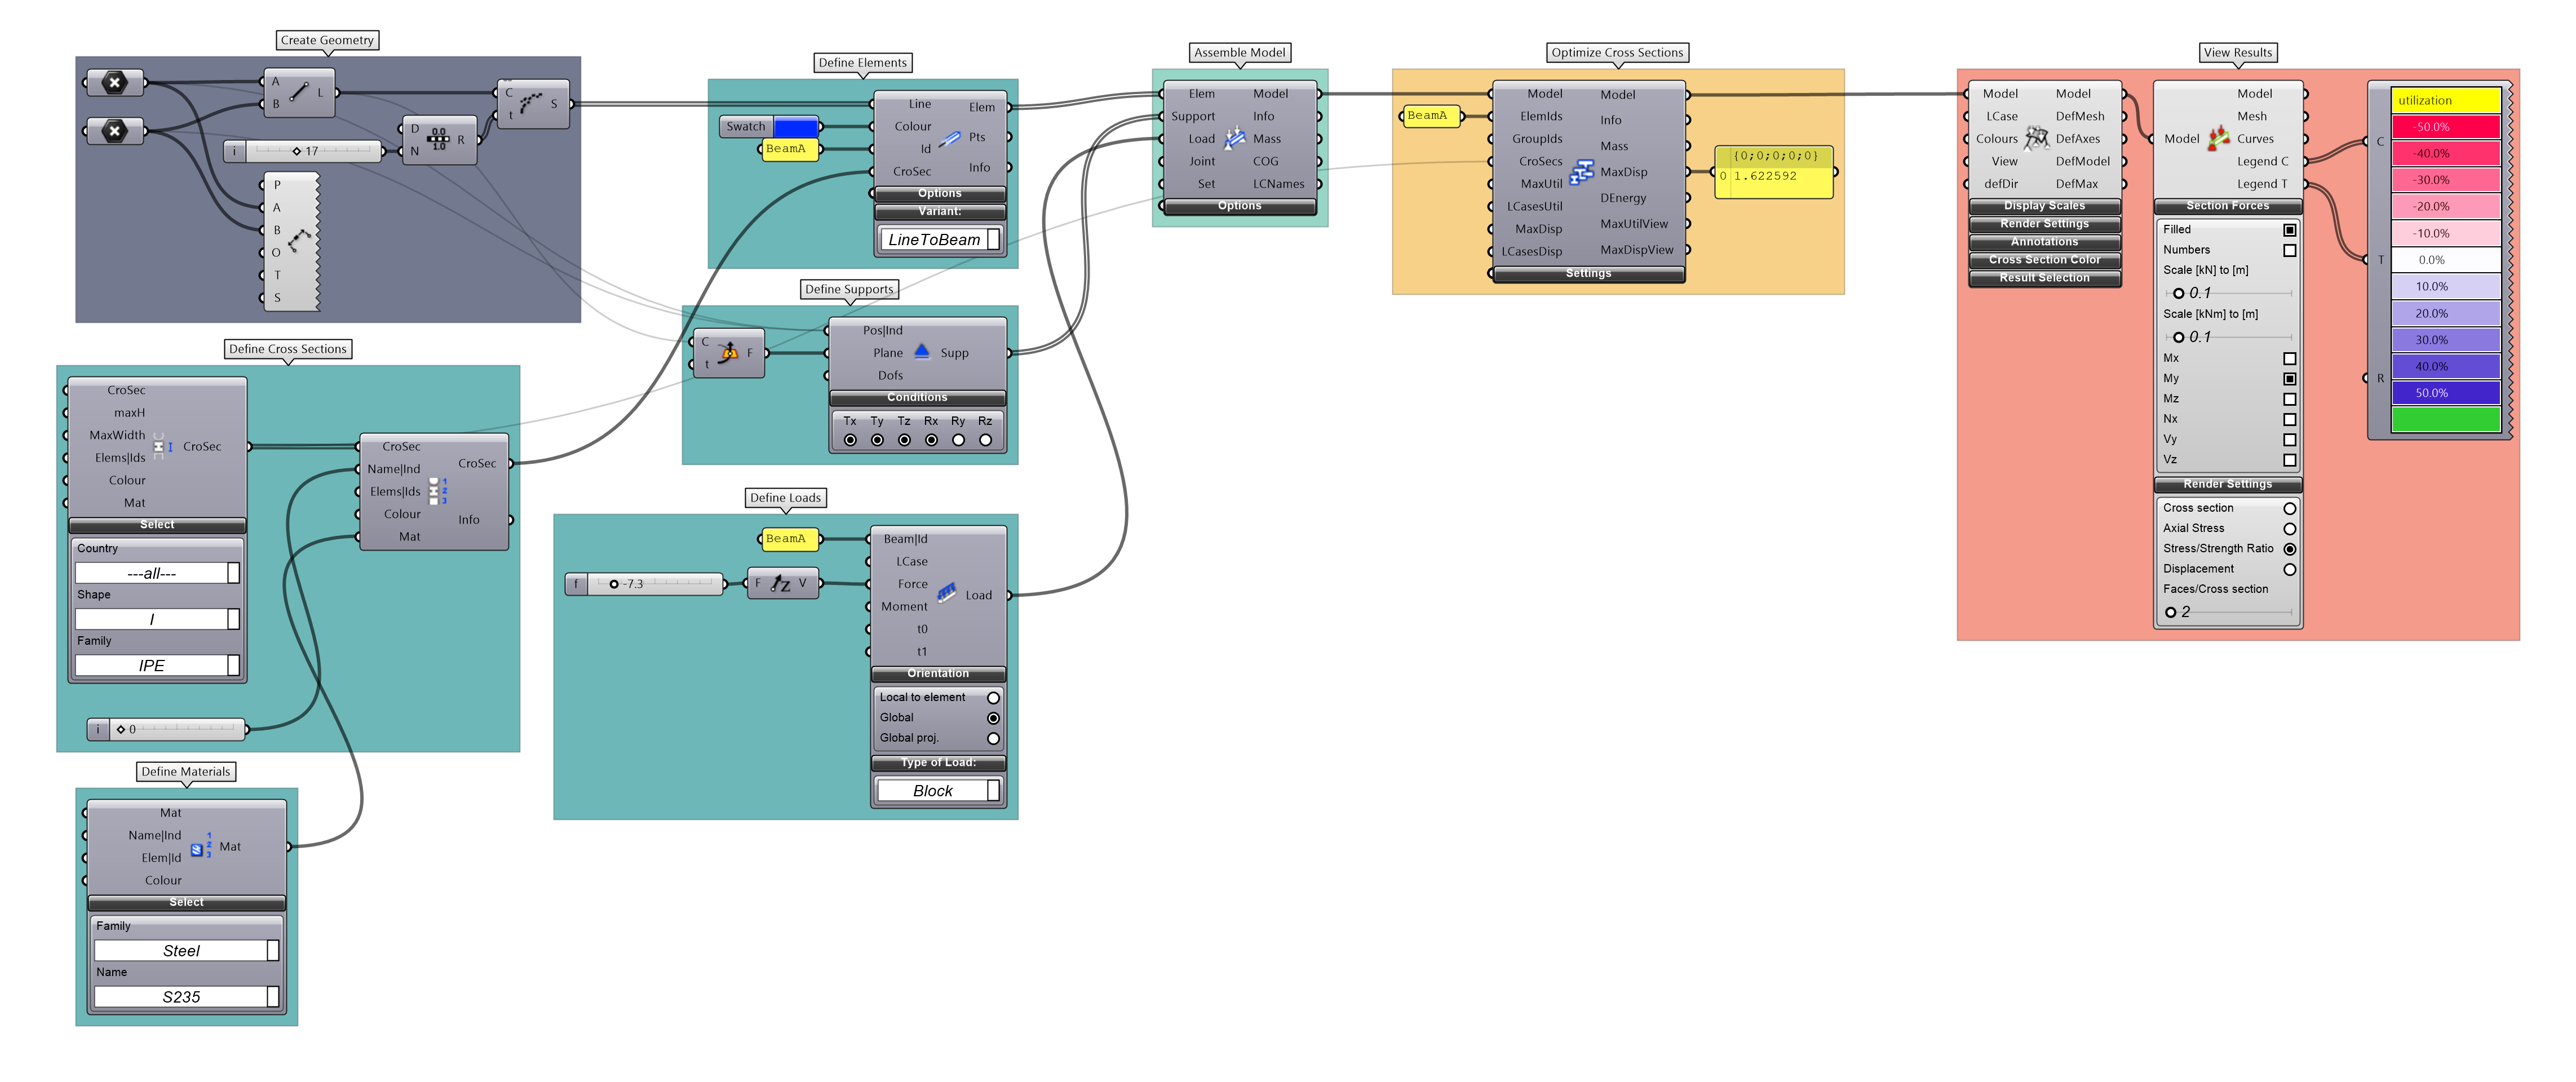 Create Geometry
A
B
L
C
t
S
i
17
D
N
0.0
1.0
R
P
A
B
O
T
S
Define Cross Sections
CroSec
maxH
MaxWidth
Elems|Ids
Colour
Mat
CroSec
Select
Country
---all---
Shape
I
Family
IPE
i
0
CroSec
Name|Ind
Elems|Ids
Colour
Mat
1
2
3
CroSec
Info
Define Materials
Mat
Name|Ind
Elem|Id
Colour
1
2
3
Mat
Select
Family
Steel
Name
S235
Define Elements
Swatch
BeamA
Line
Colour
Id
CroSec
Elem
Pts
Info
Options
Variant:
LineToBeam
Define Supports
C
t
F
Pos|Ind
Plane
Dofs
Supp
Conditions
Tx Ty Tz Rx Ry Rz
Define Loads
BeamA
f
-7.3
F
Z
V
Beam|Id
LCase
Force
Moment
t0
t1
Load
Orientation
Local to element
Global
Global proj.
Type of Load:
Block
Assemble Model
Elem
Support
Load
Joint
Set
Model
Info
Mass
COG
LCNames
Options
Optimize Cross Sections
BeamA
Model
ElemIds
GroupIds
CroSecs
MaxUtil
LCasesUtil
MaxDisp
LCasesDisp
Model
Info
Mass
MaxDisp
DEnergy
MaxUtilView
MaxDispView
Settings
{0;0;0;0;0}
0 1.622592
View Results
Model
LCase
Colours
View
defDir
Model
DefMesh
DefAxes
DefModel
DefMax
Display Scales
Render Settings
Annotations
Cross Section Color
Result Selection
Model
Model
Mesh
Curves
Legend C
Legend T
Section Forces
Filled
Numbers
Scale [kN] to [m]
0.1
Scale [kNm] to [m]
0.1
Mx
My
Mz
Nx
Vy
Vz
Render Settings
Cross section
Axial Stress
Stress/Strength Ratio
Displacement
Faces/Cross section
2
C
T
R
utilization
-50.0%
-40.0%
-30.0%
-20.0%
-10.0%
0.0%
10.0%
20.0%
30.0%
40.0%
50.0%